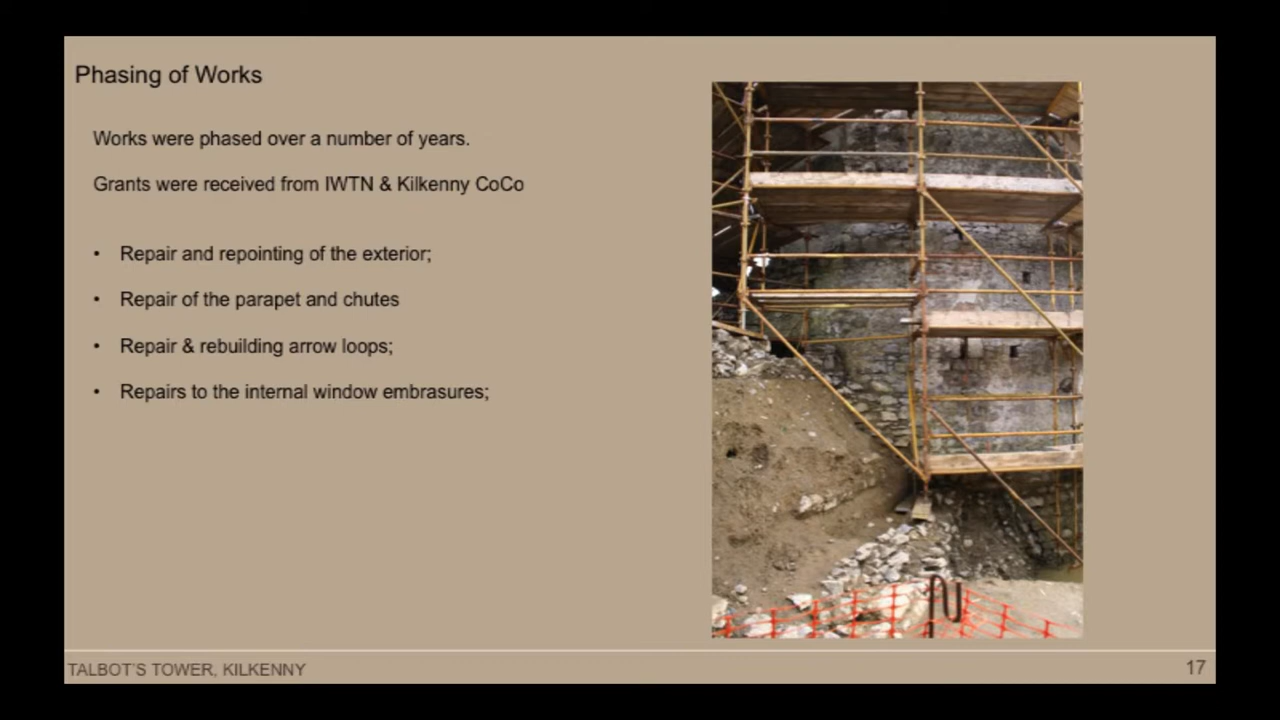 Phasing of Works
Works were phased over a number of years.
Grants were received from IWTN & Kilkenny CoCo
• Repair and repointing of the exterior;
• Repair of the parapet and chutes
• Repair & rebuilding arrow loops;
• Repairs to the internal window embrasures;
TALBOT'S TOWER, KILKENNY
17